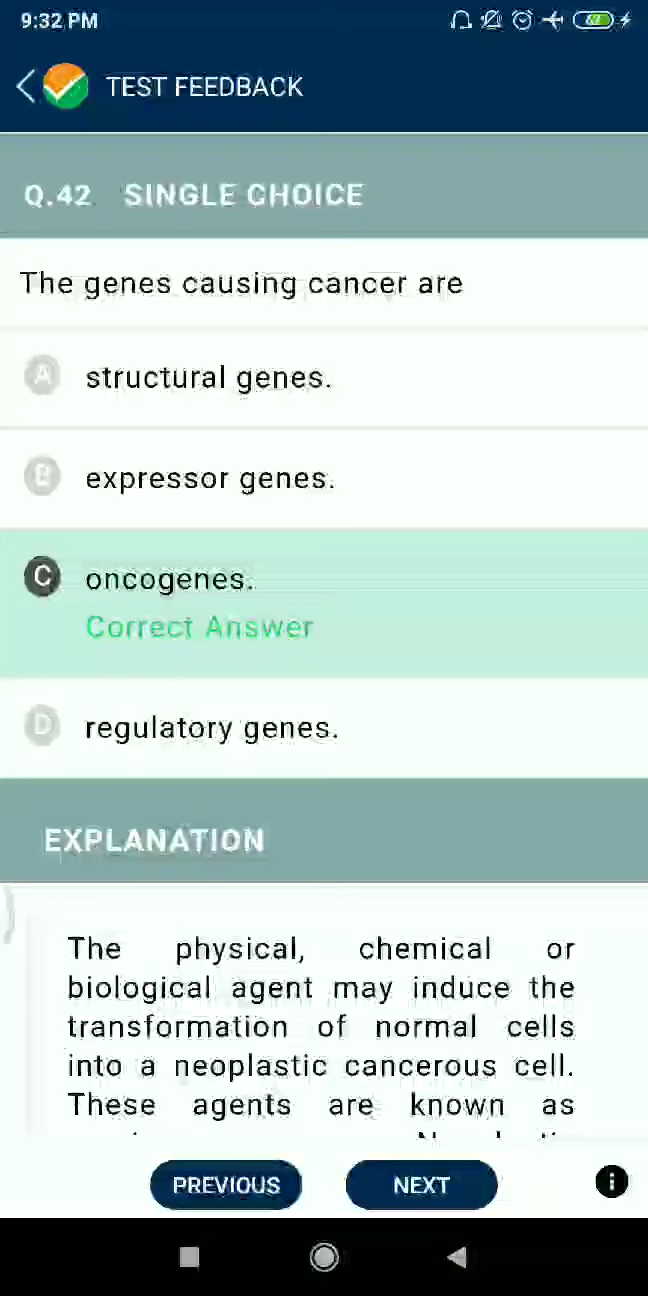 9:32 PM
67
TEST FEEDBACK
Q.42 SINGLE CHOICE
The genes causing cancer are
A structural genes.
B expressor genes.
C oncogenes.
Correct Answer
D regulatory genes.
EXPLANATION
The physical, chemical or
biological agent may induce the
transformation of normal cells
into a neoplastic cancerous cell.
These agents are known as
PREVIOUS
NEXT